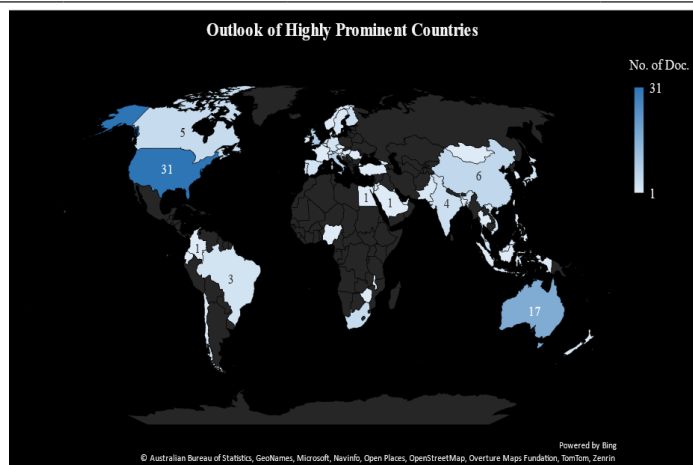 Outlook of Highly Prominent Countries
No. of Doc.
31
1
5
31
6
1
1
4
1
3
17
Powered by Bing
© Australian Bureau of Statistics, GeoNames, Microsoft, Navinfo, Open Places, OpenStreetMap, Overture Maps Fundation, TomTom, Zenrin